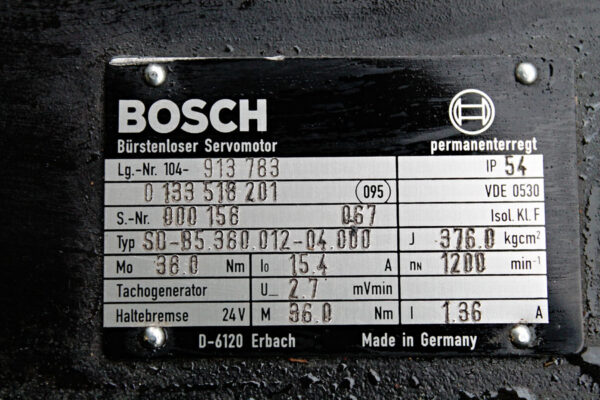 BOSCH
Bürstenloser Servomotor permanenterregt
Lg.-Nr. 104- 913 783 IP 54
0 133 518 201 095 VDE 0530
S.-Nr. 000 156 067 Isol. Kl. F
Typ SD-B5.380.012-04.000 J 376.0 kgcm²
Mo 38.0 Nm Io 15.4 A nN 1200 min⁻¹
Tachogenerator U 2.7 mVmin
Haltebremse 24 V M 36.0 Nm I 1.36 A
D-6120 Erbach Made in Germany